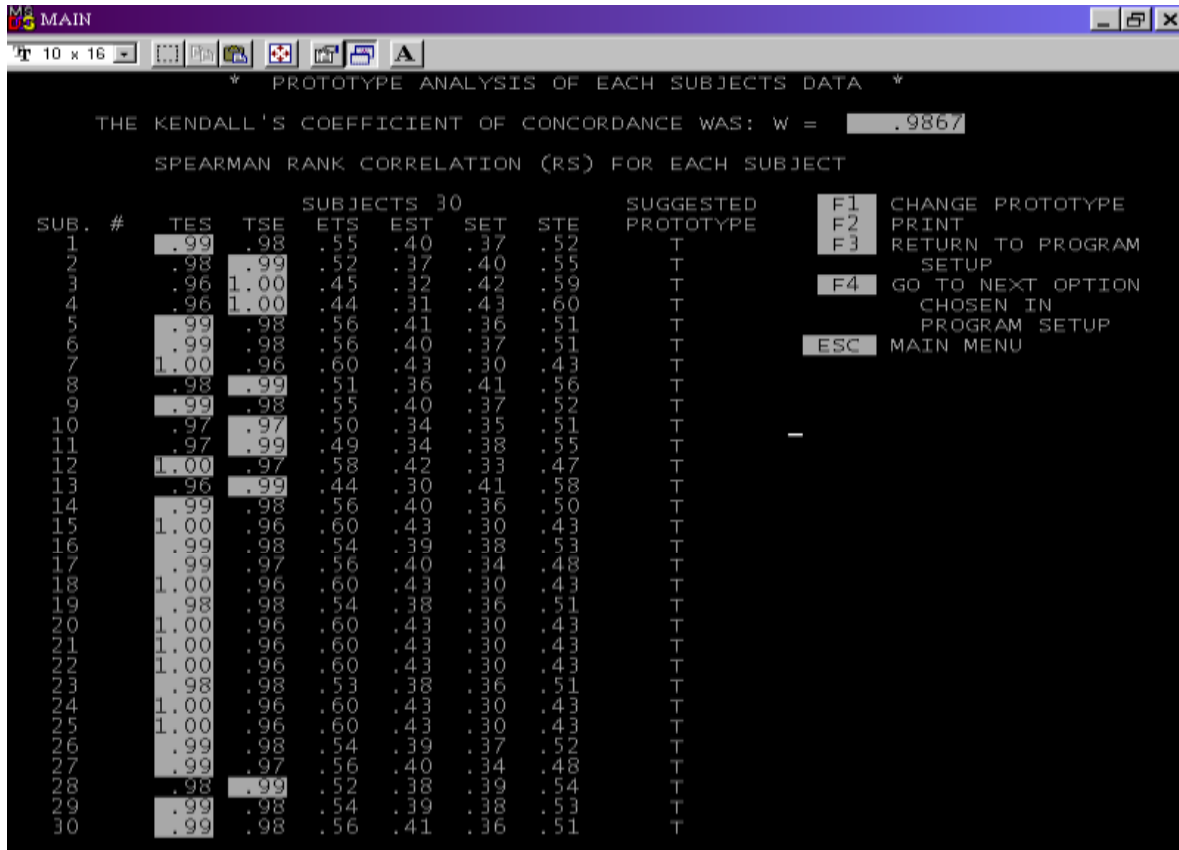 MS DOS MAIN
10 x 16 A
* PROTOTYPE ANALYSIS OF EACH SUBJECTS DATA *
THE KENDALL'S COEFFICIENT OF CONCORDANCE WAS: W = .9867
SPEARMAN RANK CORRELATION (RS) FOR EACH SUBJECT
SUBJECTS 30 SUGGESTED F1 CHANGE PROTOTYPE
SUB. # TES TSE ETS EST SET STE PROTOTYPE F2 PRINT
1 .99 .98 .55 .40 .37 .52 T F3 RETURN TO PROGRAM
2 .98 .99 .52 .37 .40 .55 T SETUP
3 .96 1.00 .45 .32 .42 .59 T F4 GO TO NEXT OPTION
4 .96 1.00 .44 .31 .43 .60 T CHOSEN IN
5 .99 .98 .56 .41 .36 .51 T PROGRAM SETUP
6 .99 .98 .56 .40 .37 .51 T ESC MAIN MENU
7 1.00 .96 .60 .43 .30 .43 T
8 .98 .99 .51 .36 .41 .56 T
9 .99 .98 .55 .40 .37 .52 T
10 .97 .97 .50 .34 .35 .51 T
11 .97 .99 .49 .34 .38 .55 T
12 1.00 .97 .58 .42 .33 .47 T
13 .96 .99 .44 .30 .41 .58 T
14 .99 .98 .56 .40 .36 .50 T
15 1.00 .96 .60 .43 .30 .43 T
16 .99 .98 .54 .39 .38 .53 T
17 .99 .97 .56 .40 .34 .48 T
18 1.00 .96 .60 .43 .30 .43 T
19 .98 .98 .54 .38 .36 .51 T
20 1.00 .96 .60 .43 .30 .43 T
21 1.00 .96 .60 .43 .30 .43 T
22 1.00 .96 .60 .43 .30 .43 T
23 .98 .98 .53 .38 .36 .51 T
24 1.00 .96 .60 .43 .30 .43 T
25 1.00 .96 .60 .43 .30 .43 T
26 .99 .98 .54 .39 .37 .52 T
27 .99 .97 .56 .40 .34 .48 T
28 .98 .99 .52 .38 .39 .54 T
29 .99 .98 .54 .39 .38 .53 T
30 .99 .98 .56 .41 .36 .51 T